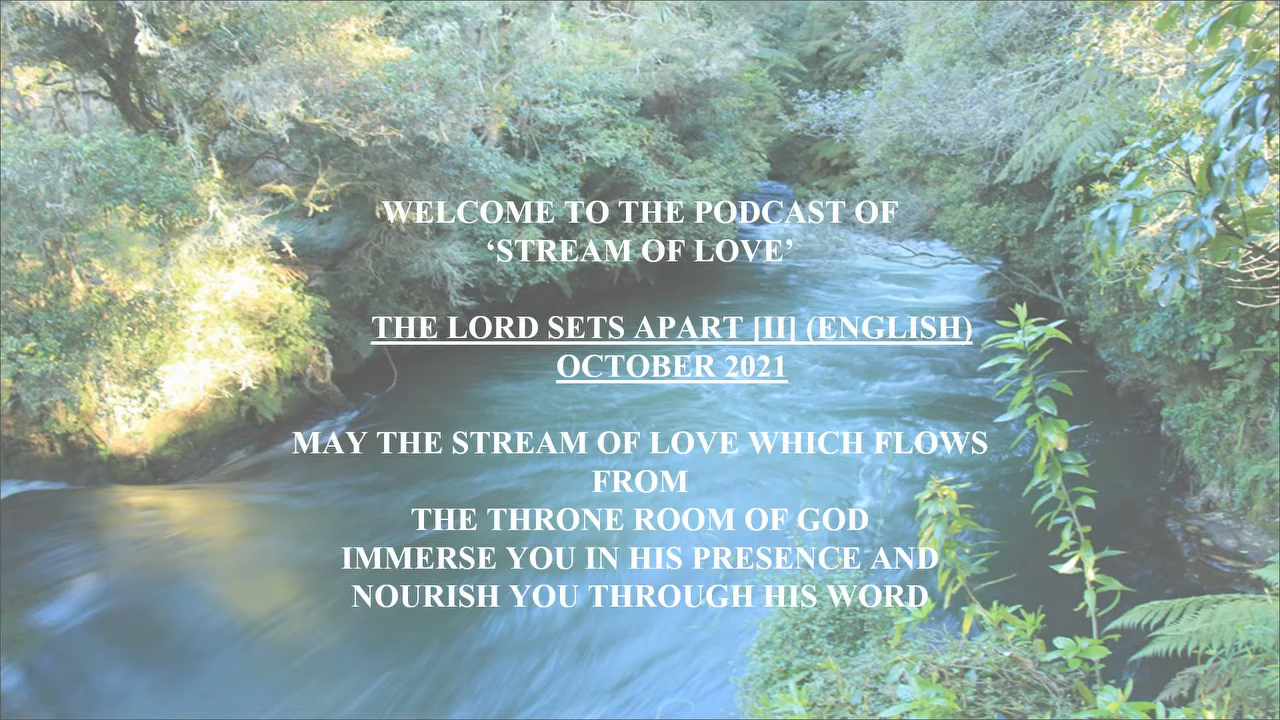 WELCOME TO THE PODCAST OF
‘STREAM OF LOVE’
THE LORD SETS APART [II] (ENGLISH)
OCTOBER 2021
MAY THE STREAM OF LOVE WHICH FLOWS
FROM
THE THRONE ROOM OF GOD
IMMERSE YOU IN HIS PRESENCE AND
NOURISH YOU THROUGH HIS WORD